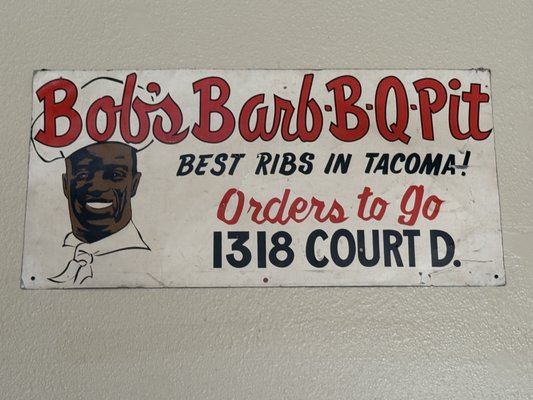 Bob's Barb-B-Q-Pit
BEST RIBS IN TACOMA!
Orders to go
1318 COURT D.